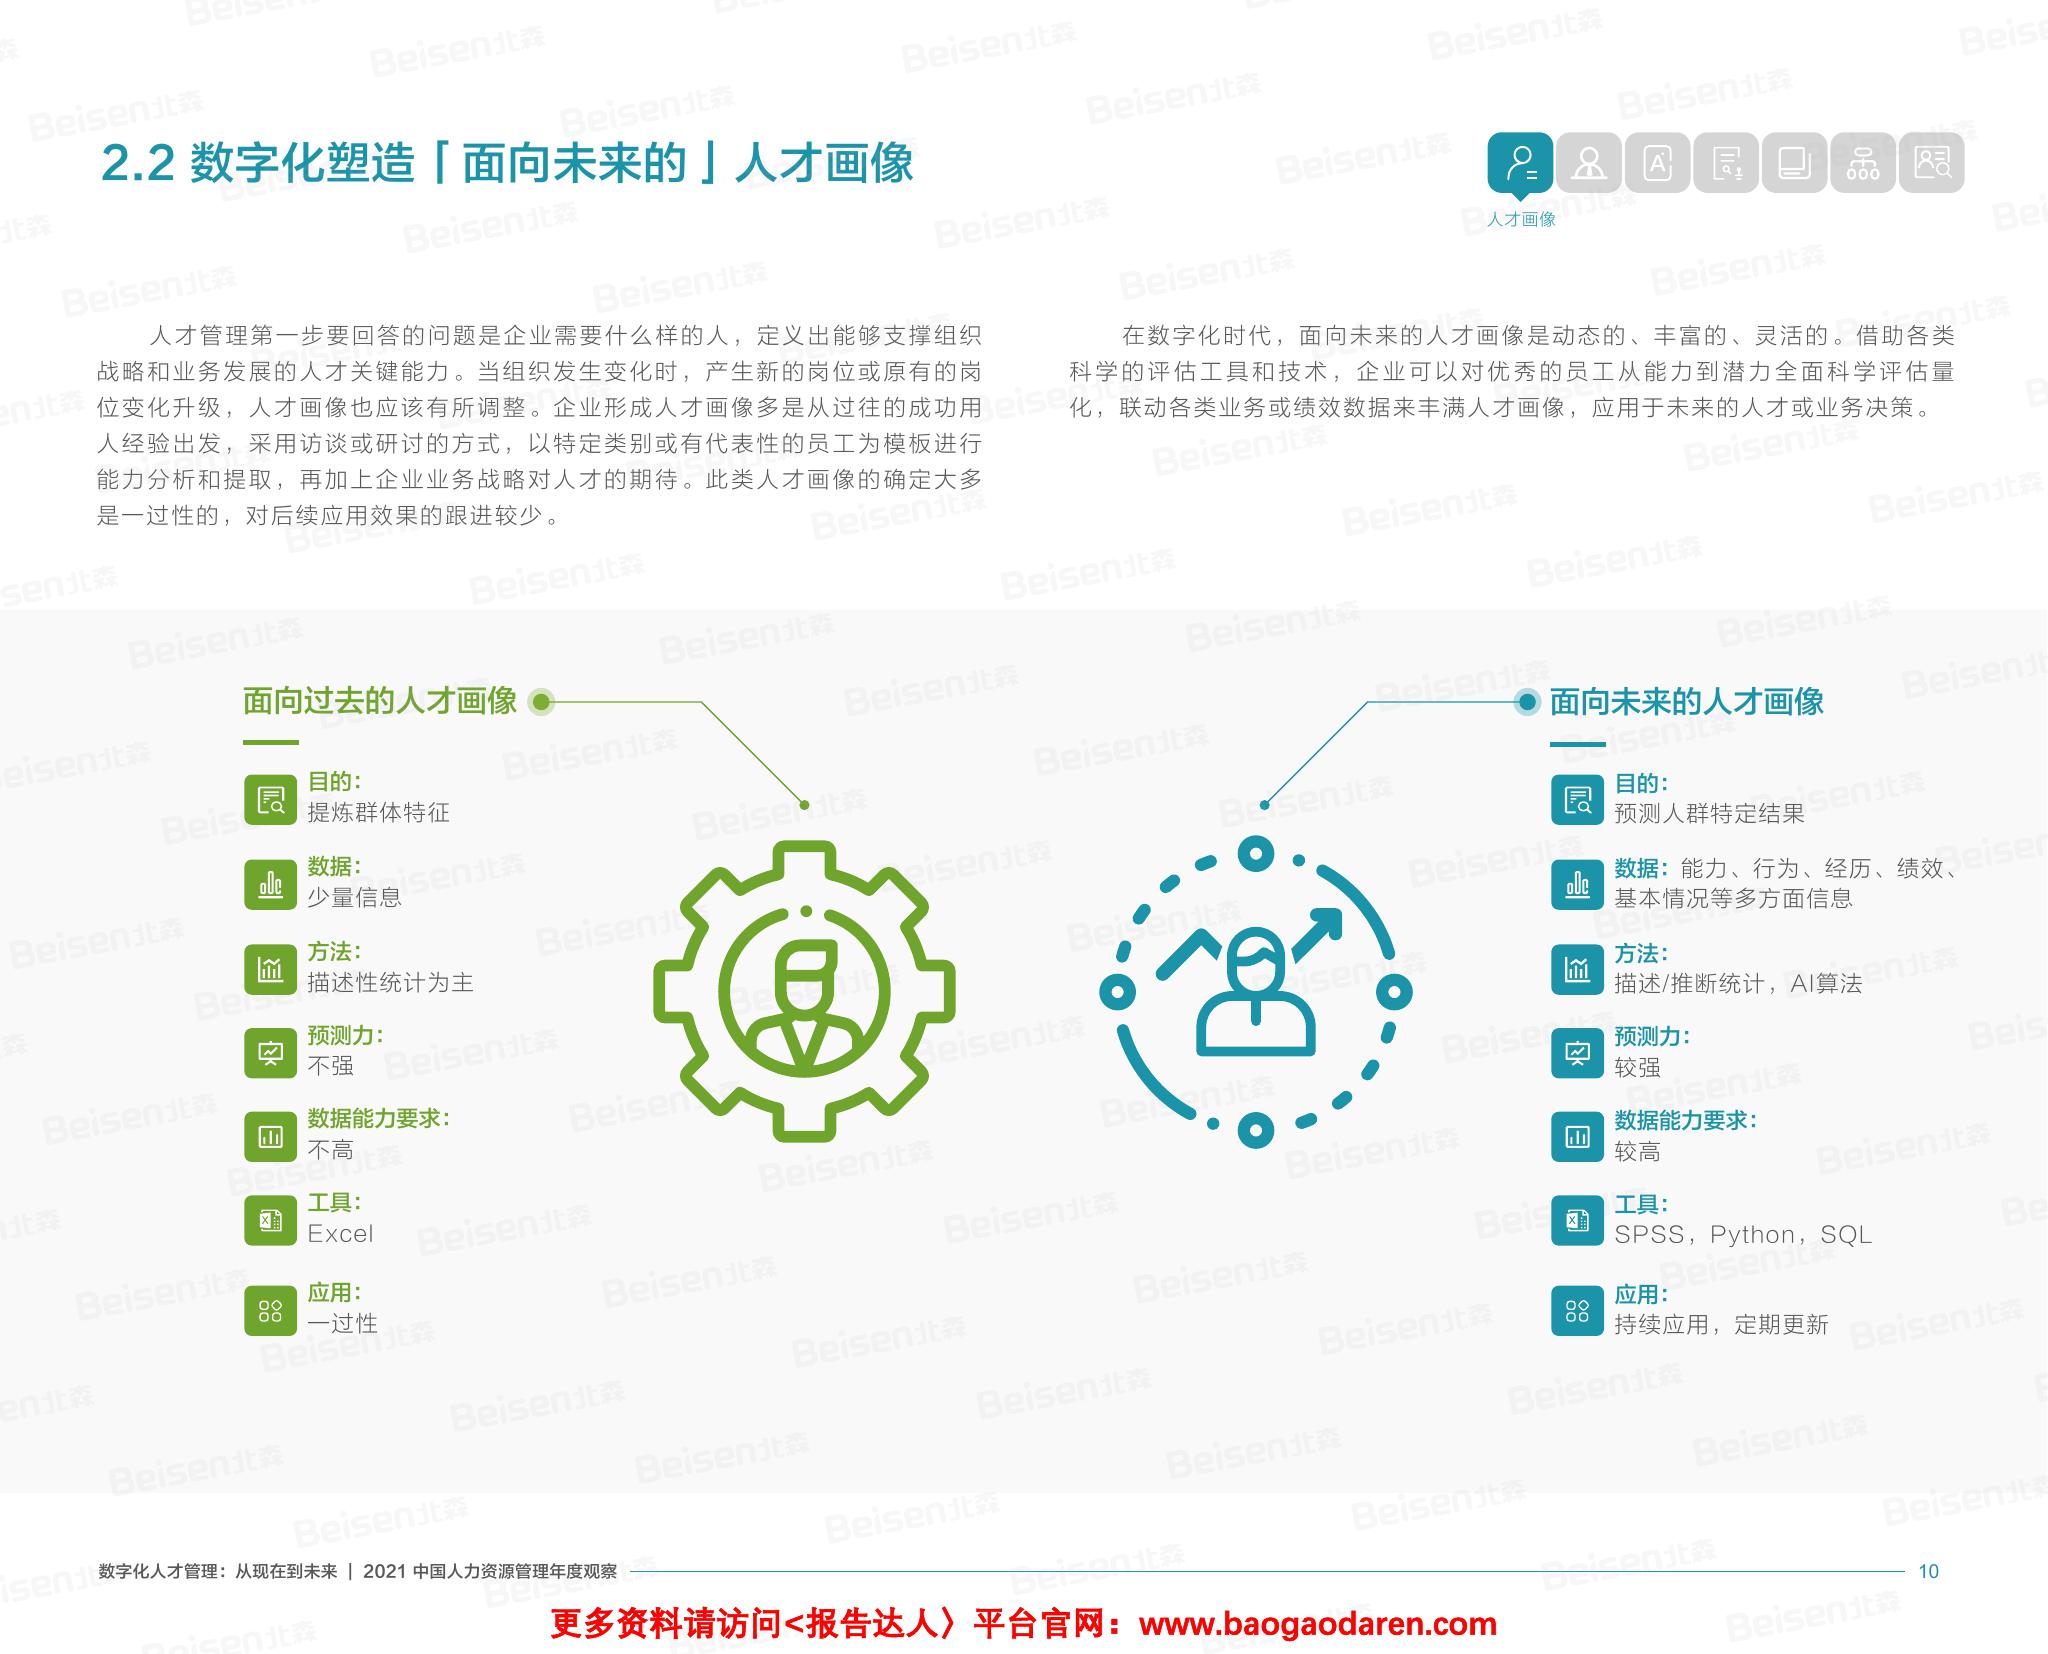 2.2 数字化塑造「面向未来的」人才画像
人才画像
人才管理第一步要回答的问题是企业需要什么样的人，定义出能够支撑组织
战略和业务发展的人才关键能力。当组织发生变化时，产生新的岗位或原有的岗
位变化升级，人才画像也应该有所调整。企业形成人才画像多是从过往的成功用
人经验出发，采用访谈或研讨的方式，以特定类别或有代表性的员工为模板进行
能力分析和提取，再加上企业业务战略对人才的期待。此类人才画像的确定大多
是一过性的，对后续应用效果的跟进较少。
在数字化时代，面向未来的人才画像是动态的、丰富的、灵活的。借助各类
科学的评估工具和技术，企业可以对优秀的员工从能力到潜力全面科学评估量
化，联动各类业务或绩效数据来丰满人才画像，应用于未来的人才或业务决策。
面向过去的人才画像
目的：
提炼群体特征
数据：
少量信息
方法：
描述性统计为主
预测力：
不强
数据能力要求：
不高
工具：
Excel
应用：
一过性
面向未来的人才画像
目的：
预测人群特定结果
数据：能力、行为、经历、绩效、
基本情况等多方面信息
方法：
描述/推断统计，AI算法
预测力：
较强
数据能力要求：
较高
工具：
SPSS，Python，SQL
应用：
持续应用，定期更新
数字化人才管理：从现在到未来 | 2021 中国人力资源管理年度观察
10
更多资料请访问<报告达人〉平台官网：www.baogaodaren.com
Beisen北森